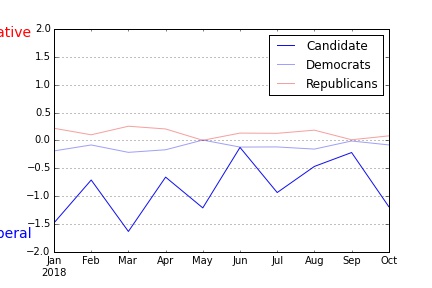 ative
2.0
Candidate
Democrats
Republicans
1.5
1.0
0.5
0.0
−0.5
−1.0
−1.5
−2.0
beral
Jan Feb Mar Apr May Jun Jul Aug Sep Oct
2018